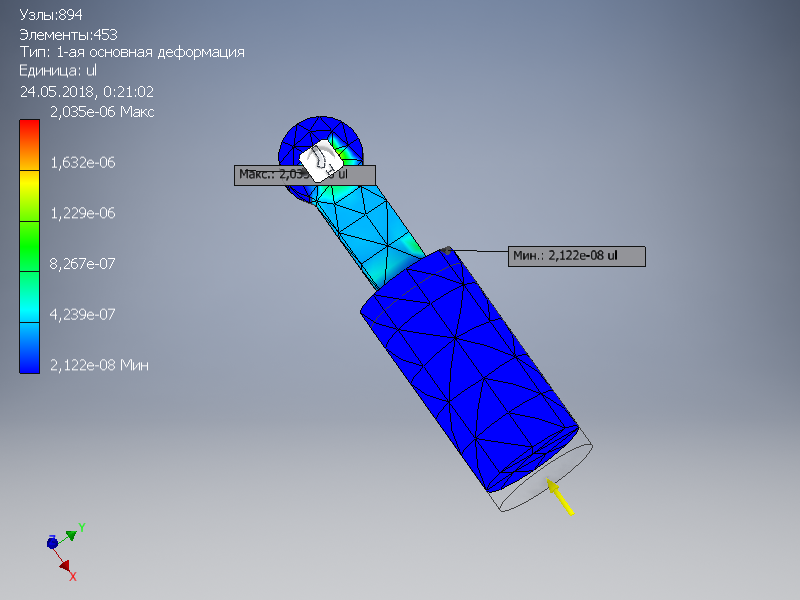 Узлы:894
Элементы:453
Тип: 1-ая основная деформация
Единица: ul
24.05.2018, 0:21:02
2,035e-06 Макс
1,632e-06
1,229e-06
8,267e-07
4,239e-07
2,122e-08 Мин
Макс.: 2,03 ul
Мин.: 2,122e-08 ul
Y
Z
X